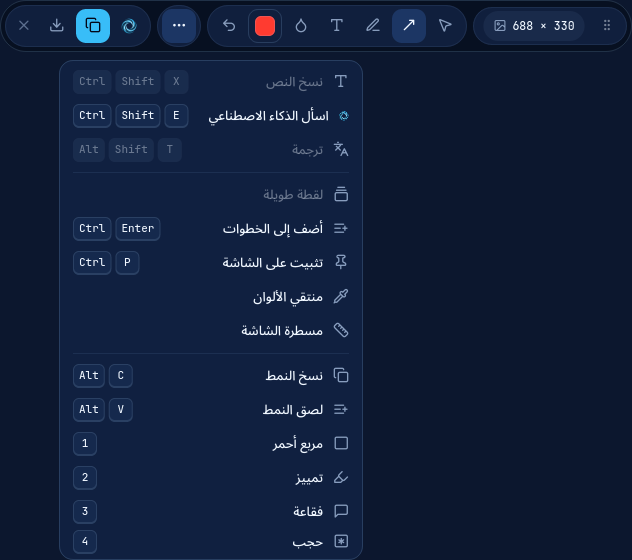 688 × 330
نسخ النص Ctrl Shift X
اسأل الذكاء الاصطناعي Ctrl Shift E
ترجمة Alt Shift T
لقطة طويلة
أضف إلى الخطوات Ctrl Enter
تثبيت على الشاشة Ctrl P
منتقي الألوان
مسطرة الشاشة
نسخ النمط Alt C
لصق النمط Alt V
مربع أحمر 1
تمييز 2
فقاعة 3
حجب 4